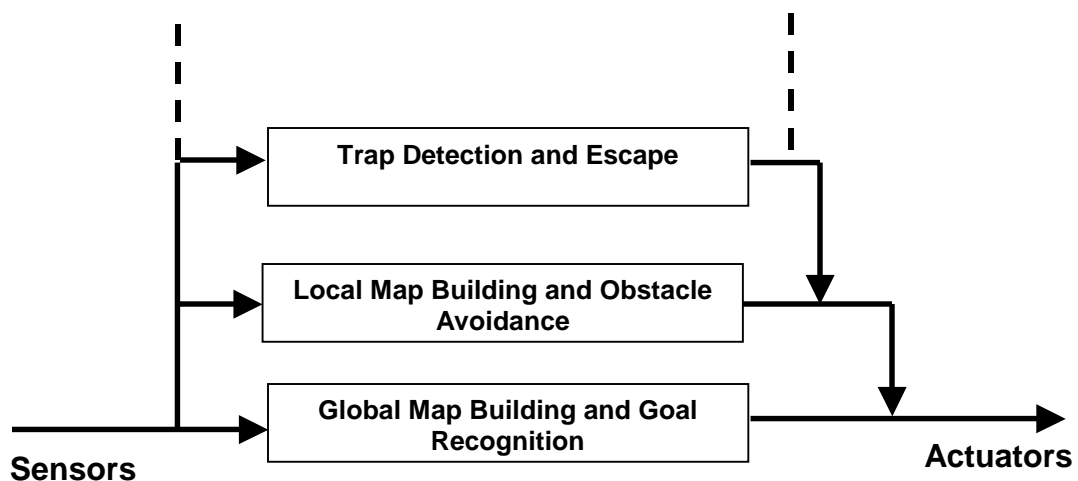 Trap Detection and Escape
Local Map Building and Obstacle
Avoidance
Global Map Building and Goal
Recognition
Sensors
Actuators